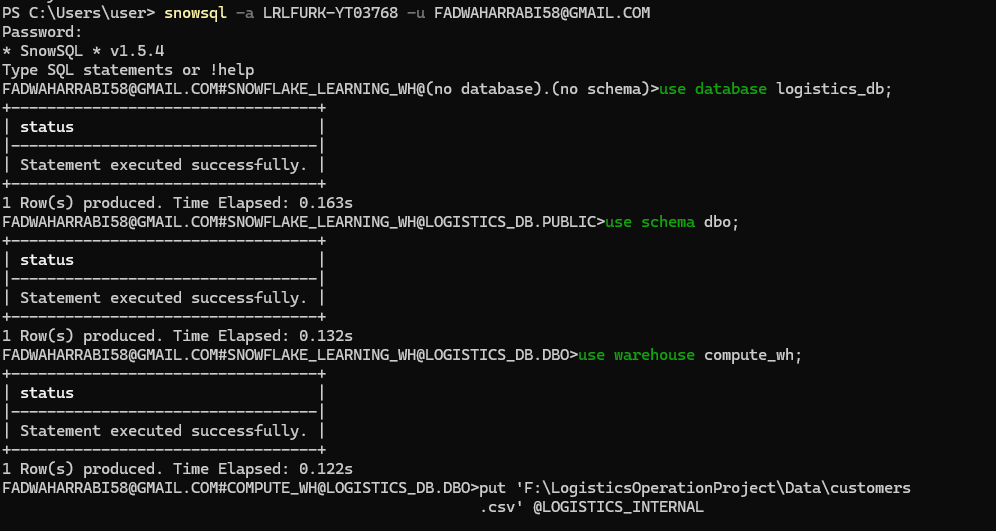 PS C:\Users\user> snowsql -a LRLFURK-YT03768 -u FADWAHARRABI58@GMAIL.COM
Password:
* SnowSQL * v1.5.4
Type SQL statements or !help
FADWAHARRABI58@GMAIL.COM#SNOWFLAKE_LEARNING_WH@(no database).(no schema)>use database logistics_db;
+----------------------------------+
| status                           |
|----------------------------------|
| Statement executed successfully. |
+----------------------------------+
1 Row(s) produced. Time Elapsed: 0.163s
FADWAHARRABI58@GMAIL.COM#SNOWFLAKE_LEARNING_WH@LOGISTICS_DB.PUBLIC>use schema dbo;
+----------------------------------+
| status                           |
|----------------------------------|
| Statement executed successfully. |
+----------------------------------+
1 Row(s) produced. Time Elapsed: 0.132s
FADWAHARRABI58@GMAIL.COM#SNOWFLAKE_LEARNING_WH@LOGISTICS_DB.DBO>use warehouse compute_wh;
+----------------------------------+
| status                           |
|----------------------------------|
| Statement executed successfully. |
+----------------------------------+
1 Row(s) produced. Time Elapsed: 0.122s
FADWAHARRABI58@GMAIL.COM#COMPUTE_WH@LOGISTICS_DB.DBO>put 'F:\LogisticsOperationProject\Data\customers
.csv' @LOGISTICS_INTERNAL